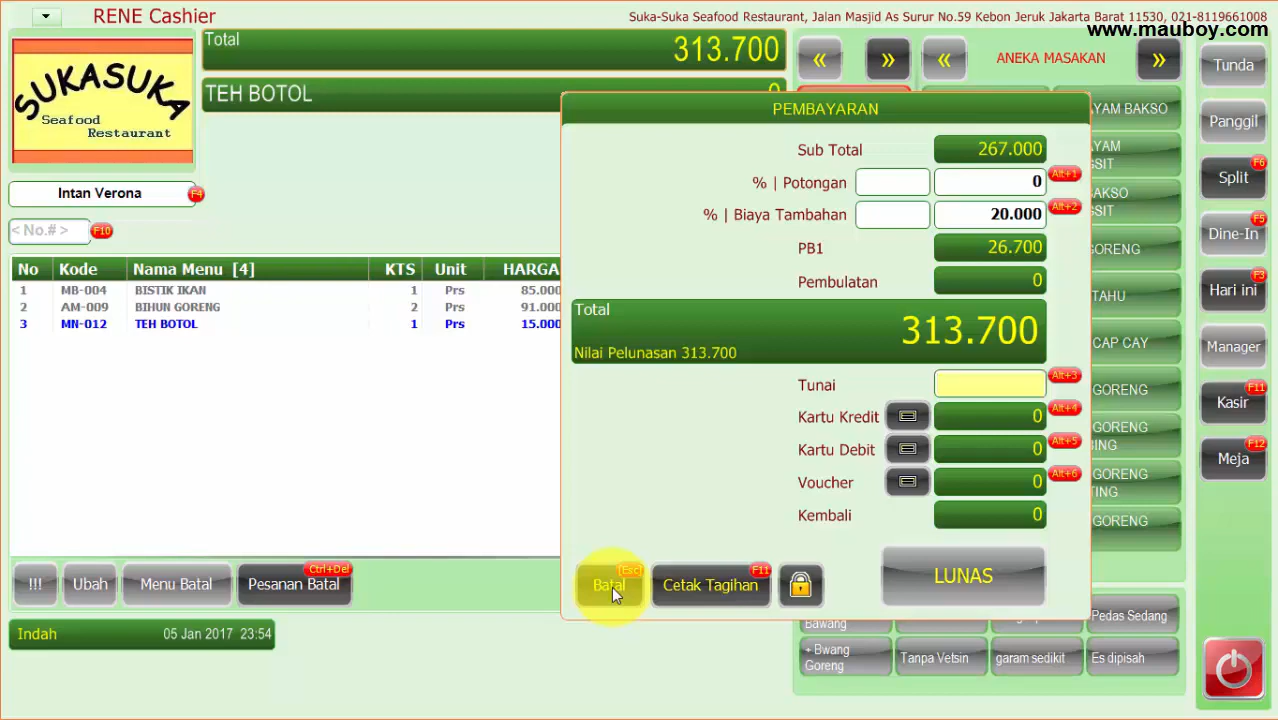 RENE Cashier
Suka-Suka Seafood Restaurant, Jalan Masjid As Surur No.59 Kebon Jeruk Jakarta Barat 11530, 021-8119661008
www.mauboy.com
SUKASUKA
Seafood
Restaurant
Total
313.700
TEH BOTOL
« » « ANEKA MASAKAN »
Intan Verona F4
< No.# > F10
No Kode Nama Menu [4] KTS Unit HARGA
1 MB-004 BISTIK IKAN 1 Prs 85.000
2 AM-009 BIHUN GORENG 2 Prs 91.000
3 MN-012 TEH BOTOL 1 Prs 15.000
PEMBAYARAN
Sub Total 267.000
% | Potongan 0 Alt+1
% | Biaya Tambahan 20.000 Alt+2
PB1 26.700
Pembulatan 0
Total
313.700
Nilai Pelunasan 313.700
Tunai Alt+3
Kartu Kredit 0 Alt+4
Kartu Debit 0 Alt+5
Voucher 0 Alt+6
Kembali 0
Batal [Esc]
Cetak Tagihan F11
LUNAS
AYAM BAKSO
AYAM
SIT
BAKSO
GSIT
GORENG
TAHU
CAP CAY
GORENG
GORENG
ING
GORENG
TING
GORENG
Tunda
Panggil
Split F6
Dine-In F5
Hari ini F3
Manager
Kasir F11
Meja F12
!!!
Ubah
Menu Batal
Pesanan Batal Ctrl+Del
Indah 05 Jan 2017 23:54
Bawang
Pedas Sedang
+ Bwang
Goreng
Tanpa Vetsin
garam sedikit
Es dipisah